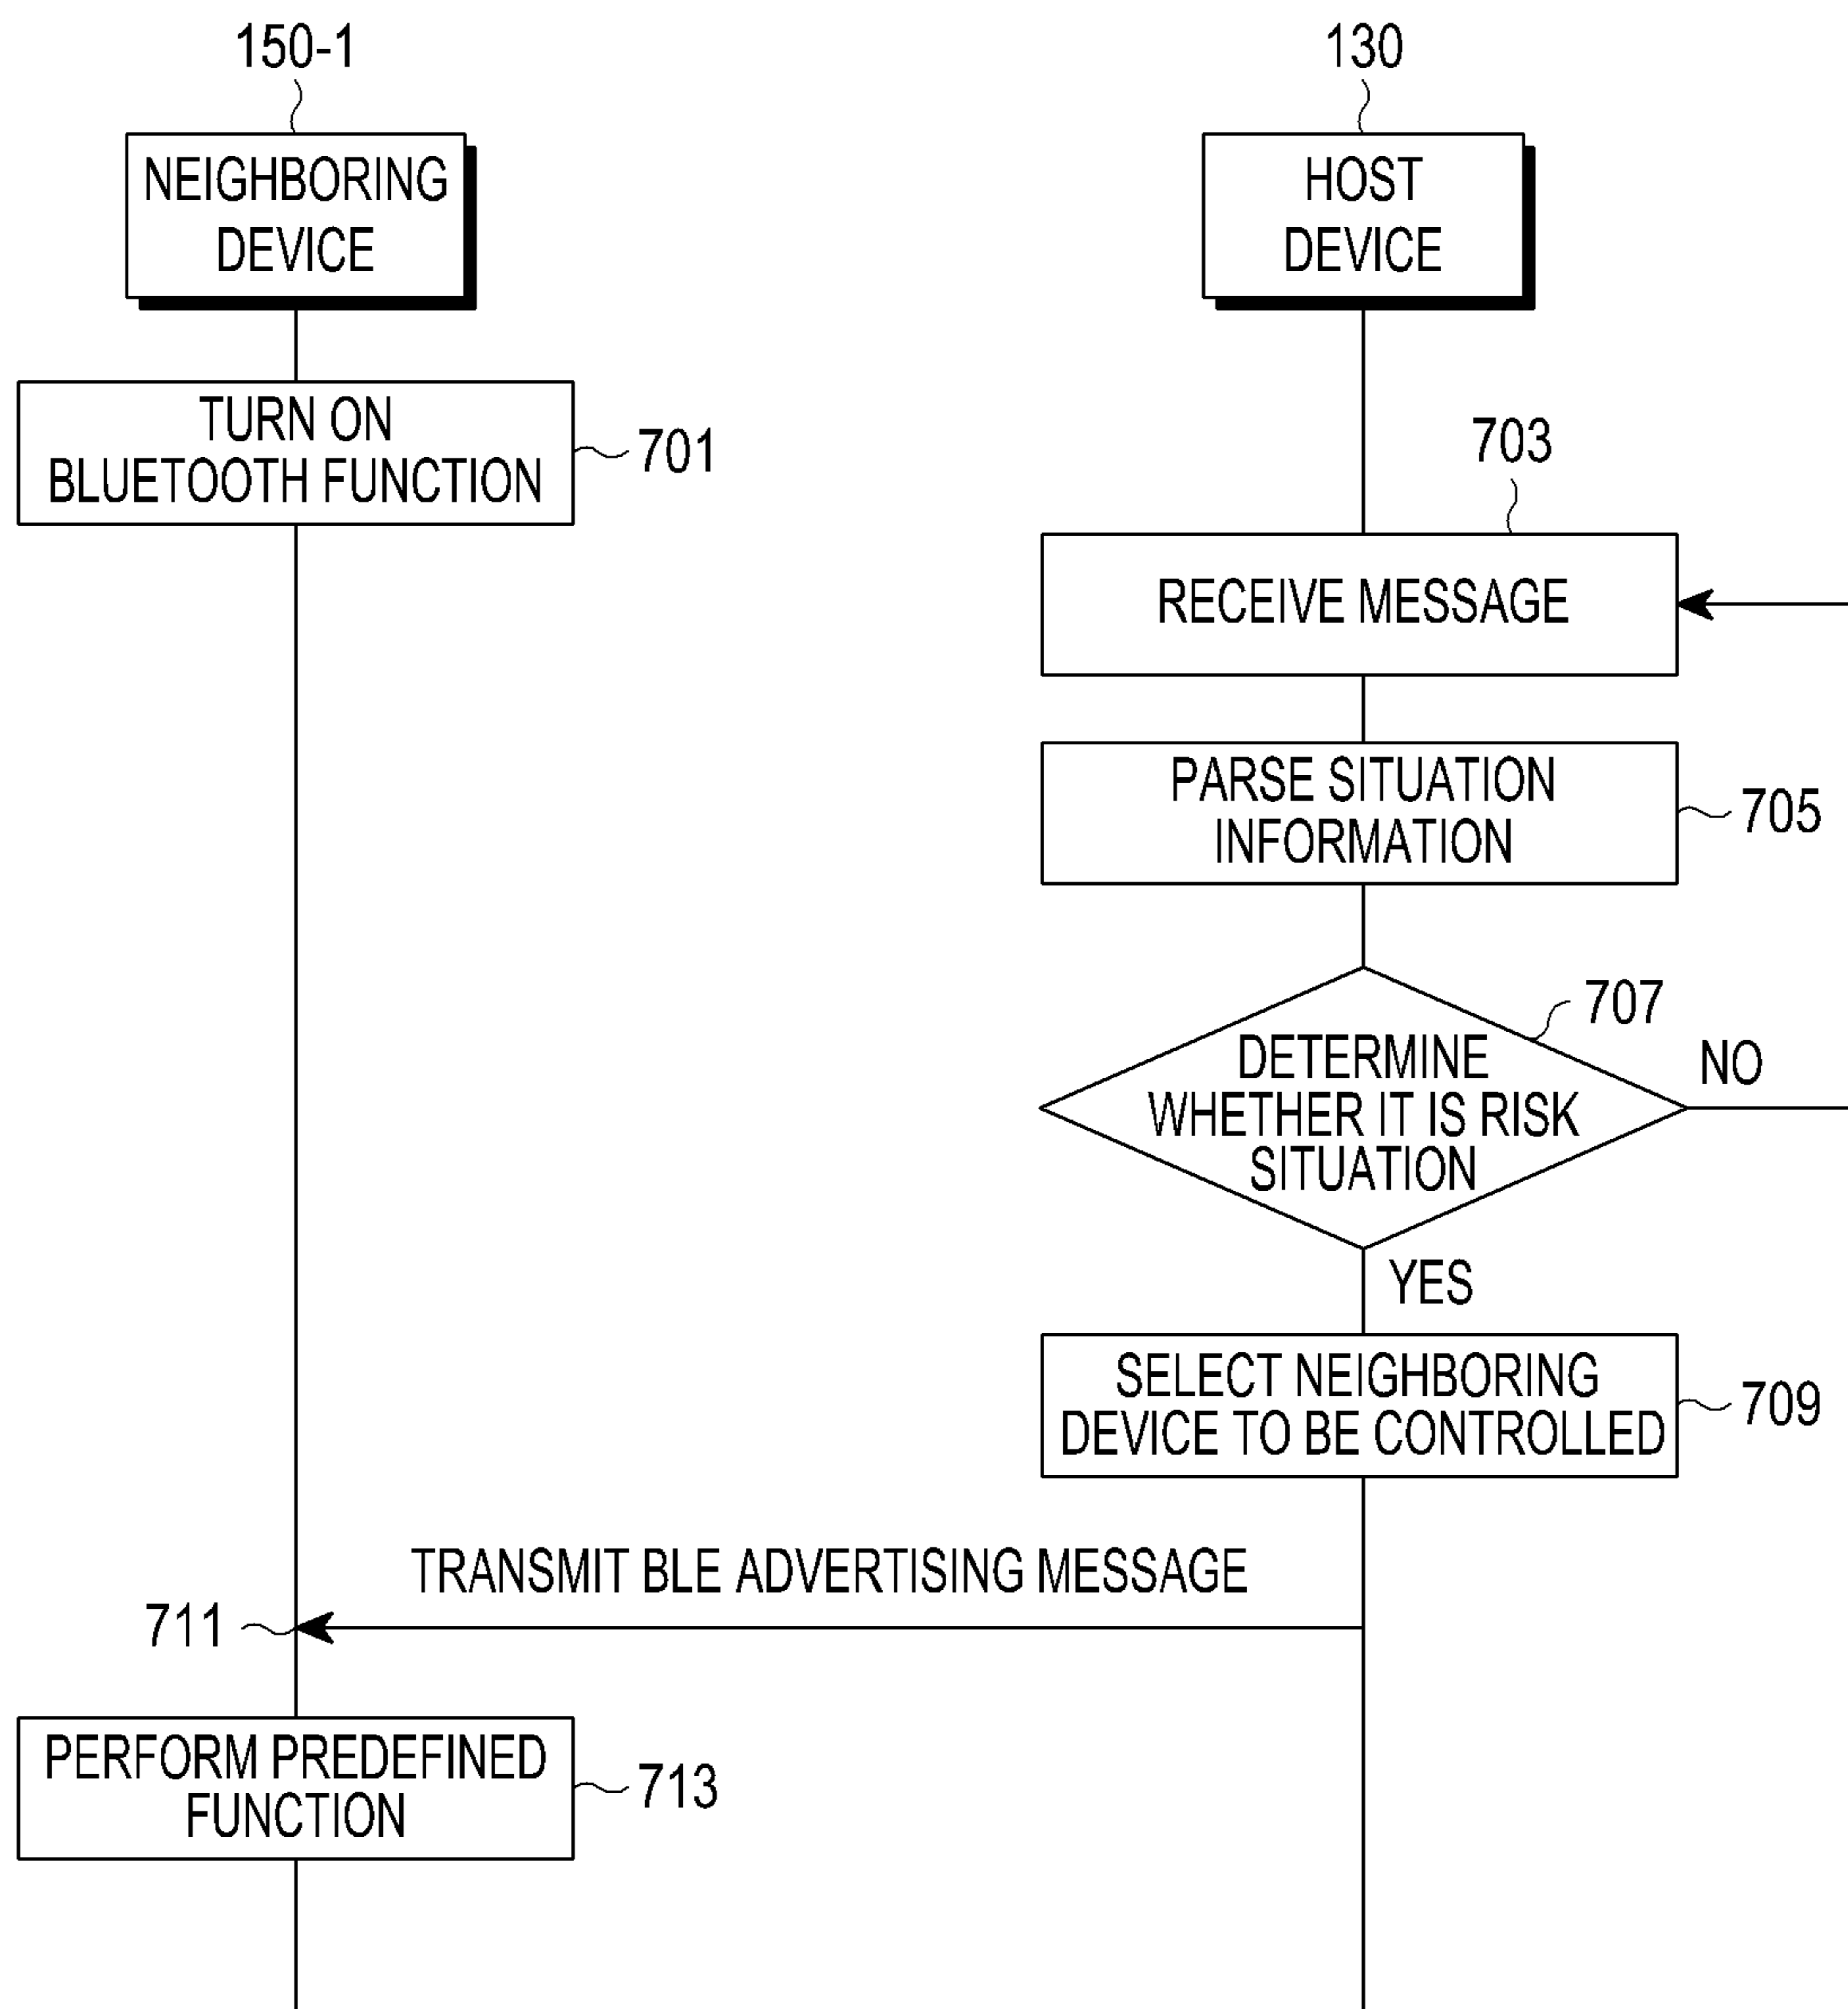 150-1
130
NEIGHBORING
DEVICE
HOST
DEVICE
TURN ON
BLUETOOTH FUNCTION
701
703
RECEIVE MESSAGE
PARSE SITUATION
INFORMATION
705
707
DETERMINE
WHETHER IT IS RISK
SITUATION
NO
YES
SELECT NEIGHBORING
DEVICE TO BE CONTROLLED
709
TRANSMIT BLE ADVERTISING MESSAGE
711
PERFORM PREDEFINED
FUNCTION
713